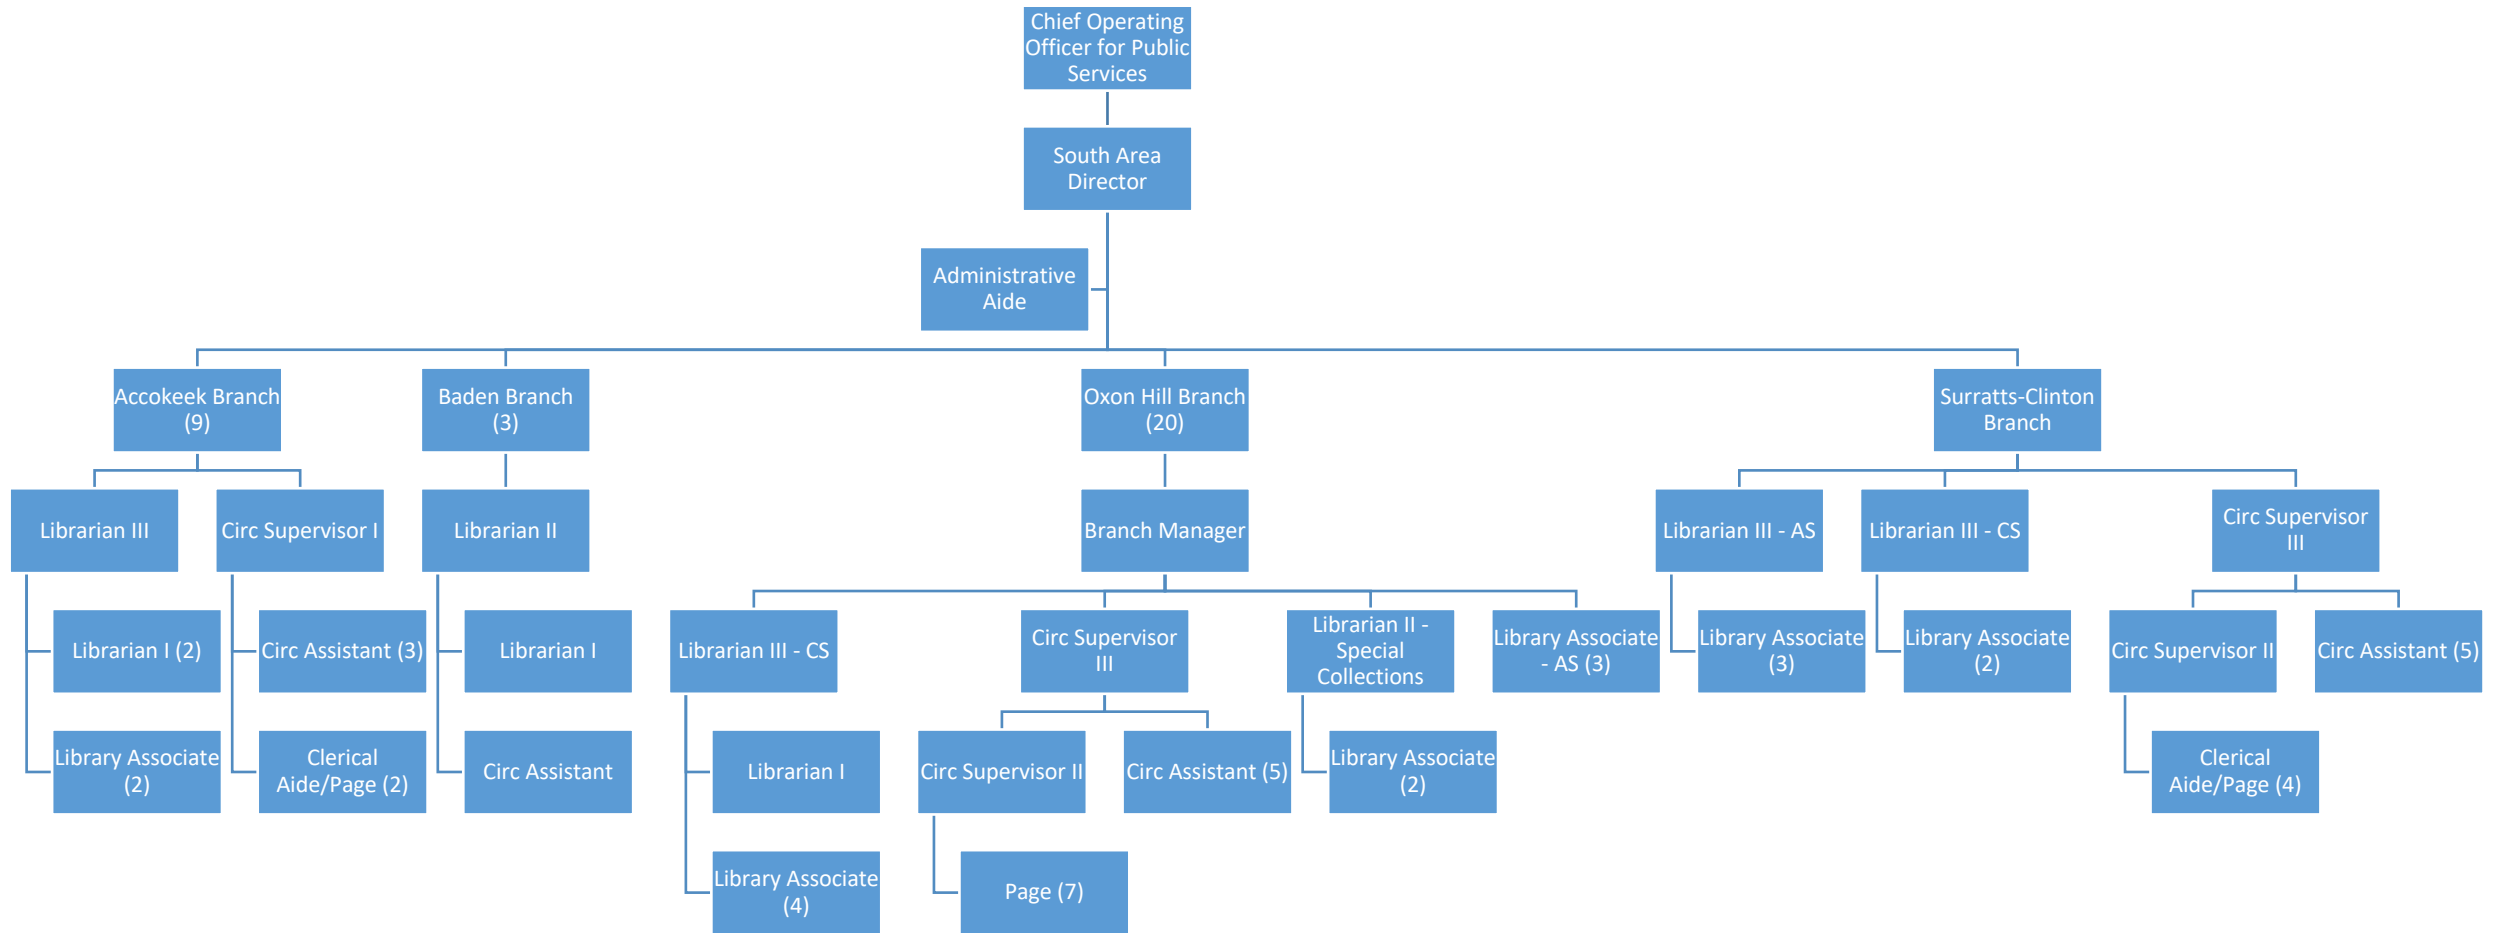 Chief Operating
Officer for Public
Services
South Area
Director
Administrative
Aide
Accokeek Branch
(9)
Baden Branch
(3)
Oxon Hill Branch
(20)
Surratts-Clinton
Branch
Librarian III
Circ Supervisor I
Librarian II
Branch Manager
Librarian III - AS
Librarian III - CS
Circ Supervisor
III
Librarian I (2)
Circ Assistant (3)
Librarian I
Librarian III - CS
Circ Supervisor
III
Librarian II -
Special
Collections
Library Associate
- AS (3)
Library Associate
(3)
Library Associate
(2)
Circ Supervisor II
Circ Assistant (5)
Library Associate
(2)
Clerical
Aide/Page (2)
Circ Assistant
Librarian I
Circ Supervisor II
Circ Assistant (5)
Library Associate
(2)
Clerical
Aide/Page (4)
Library Associate
(4)
Page (7)